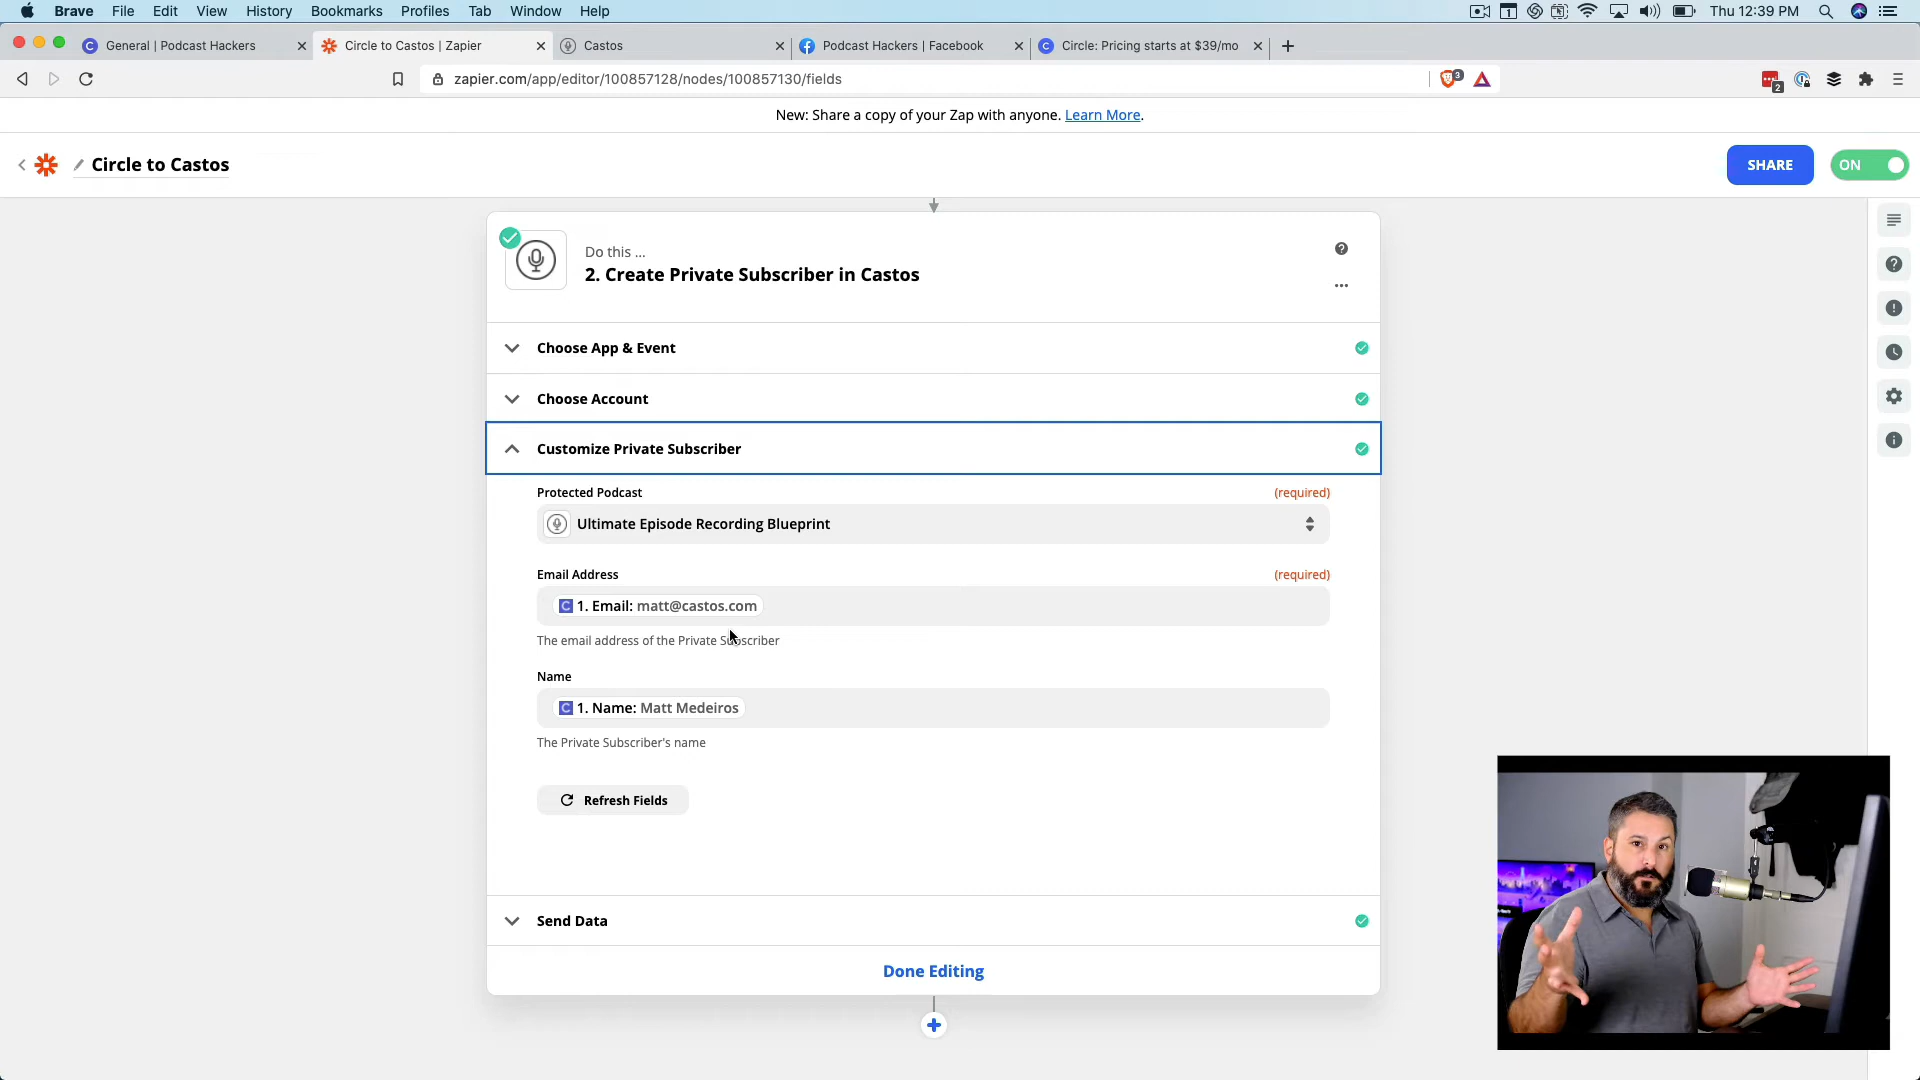 Brave File Edit View History Bookmarks Profiles Tab Window Help Thu 12:39 PM
General | Podcast Hackers Circle to Castos | Zapier Castos Podcast Hackers | Facebook Circle: Pricing starts at $39/mo
zapier.com/app/editor/100857128/nodes/100857130/fields 3 2
New: Share a copy of your Zap with anyone. Learn More.
Circle to Castos SHARE ON
Do this ...
2. Create Private Subscriber in Castos
Choose App & Event
Choose Account
Customize Private Subscriber
Protected Podcast (required)
Ultimate Episode Recording Blueprint
Email Address (required)
1. Email: matt@castos.com
The email address of the Private Subscriber
Name
1. Name: Matt Medeiros
The Private Subscriber's name
Refresh Fields
Send Data
Done Editing